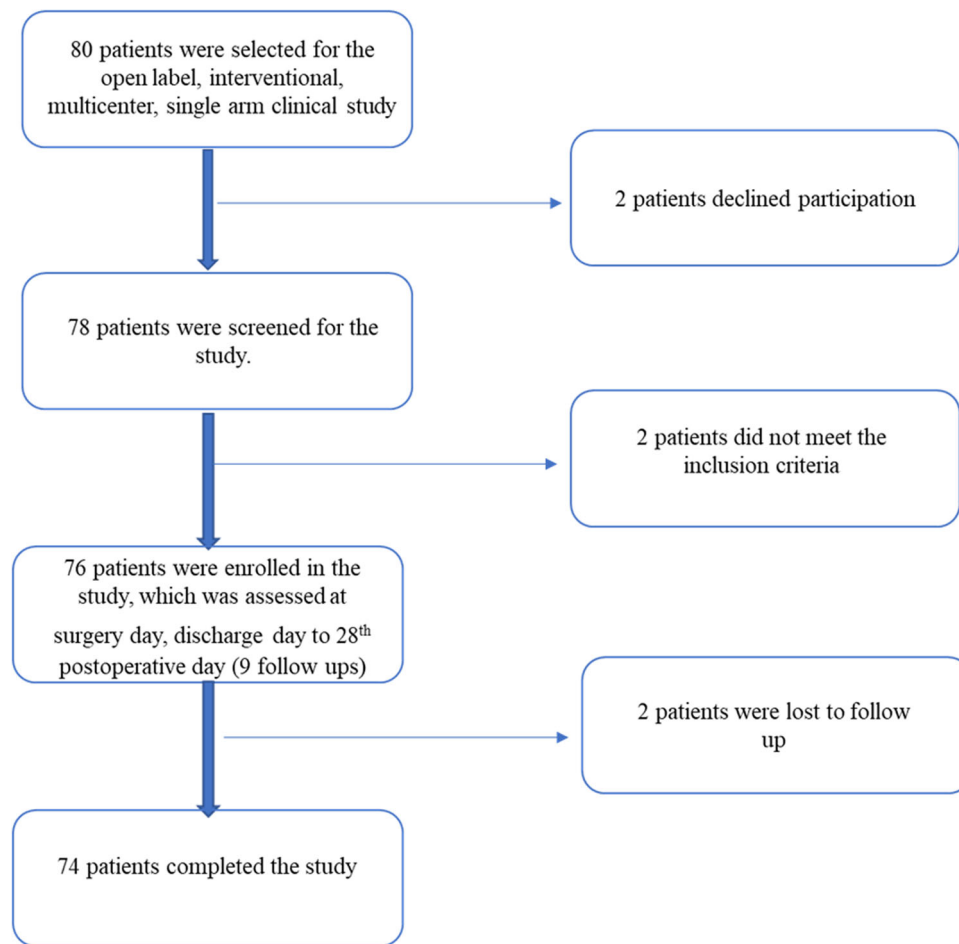 80 patients were selected for the
open label, interventional,
multicenter, single arm clinical study
2 patients declined participation
78 patients were screened for the
study.
2 patients did not meet the
inclusion criteria
76 patients were enrolled in the
study, which was assessed at
surgery day, discharge day to 28th
postoperative day (9 follow ups)
2 patients were lost to follow
up
74 patients completed the study